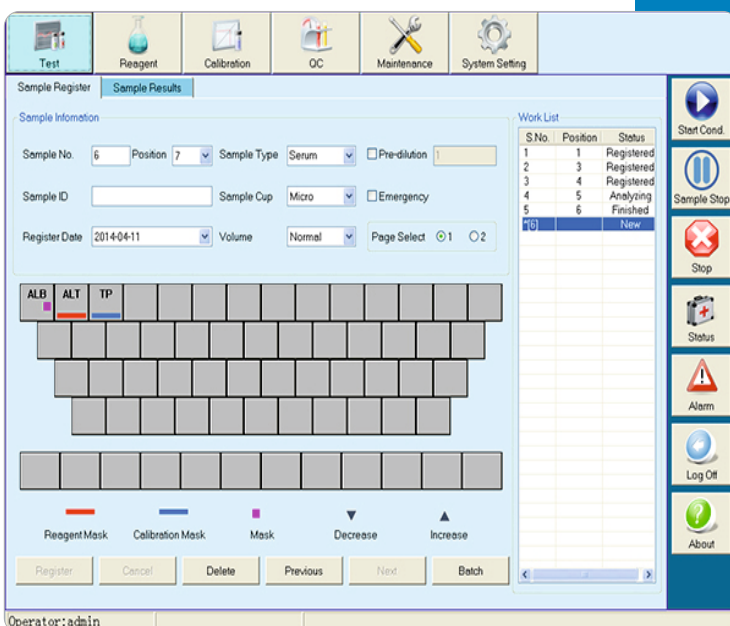 Test Reagent Calibration QC Maintenance System Setting
Sample Register Sample Results
Sample Infomation
Sample No. 6 Position 7 Sample Type Serum Pre-dilution 1
Sample ID Sample Cup Micro Emergency
Register Date 2014-04-11 Volume Normal Page Select 1 2
ALB ALT TP
Reagent Mask Calibration Mask Mask Decrease Increase
Register Cancel Delete Previous Next Batch
Work List
S.No. Position Status
1 1 Registered
2 3 Registered
3 4 Registered
4 5 Analyzing
5 6 Finished
*[6] New
Start Cond.
Sample Stop
Stop
Status
Alarm
Log Off
About
Operator:admin